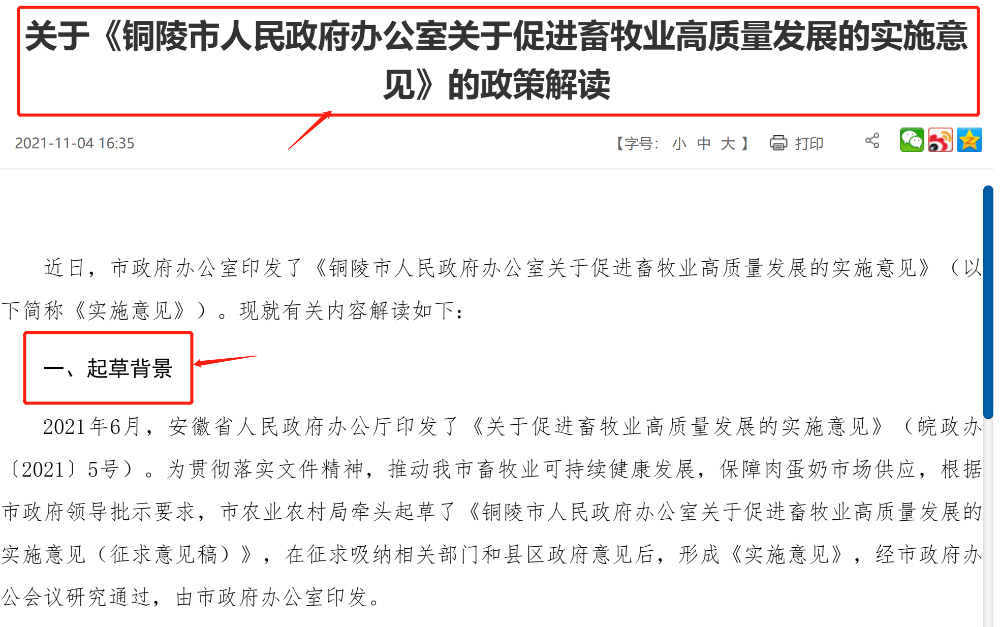 关于《铜陵市人民政府办公室关于促进畜牧业高质量发展的实施意
见》的政策解读
2021-11-04 16:35
【字号： 小 中 大 】 打印
近日，市政府办公室印发了《铜陵市人民政府办公室关于促进畜牧业高质量发展的实施意见》（以
下简称《实施意见》）。现就有关内容解读如下：
一、起草背景
2021年6月，安徽省人民政府办公厅印发了《关于促进畜牧业高质量发展的实施意见》（皖政办
〔2021〕5号）。为贯彻落实文件精神，推动我市畜牧业可持续健康发展，保障肉蛋奶市场供应，根据
市政府领导批示要求，市农业农村局牵头起草了《铜陵市人民政府办公室关于促进畜牧业高质量发展的
实施意见（征求意见稿）》，在征求吸纳相关部门和县区政府意见后，形成《实施意见》，经市政府办
公会议研究通过，由市政府办公室印发。